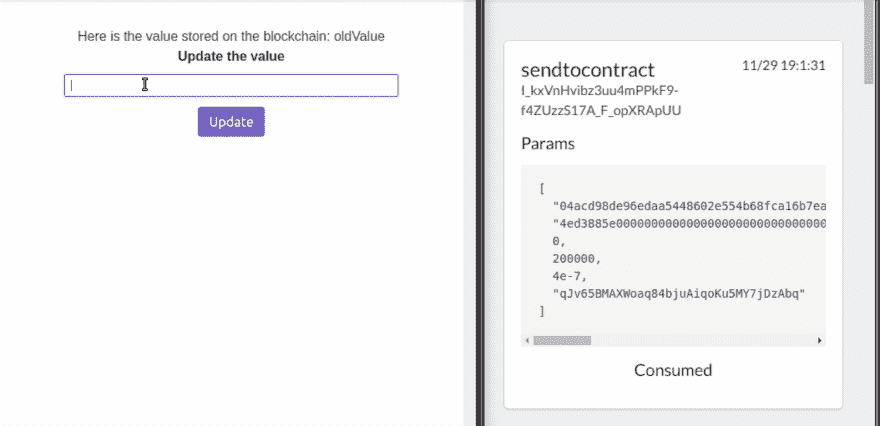 Here is the value stored on the blockchain: oldValue
Update the value
Update
sendtocontract
11/29 19:1:31
I_kxVnHvibz3uu4mPPkF9-
f4ZUzzS17A_F_opXRApUU
Params
[
"04acd98de96edaa5448602e554b68fca16b7ea
"4ed3885e0000000000000000000000000000000
0,
200000,
4e-7,
"qJv65BMAXWoaq84bjuAiqoKu5MY7jDzAbq"
]
Consumed